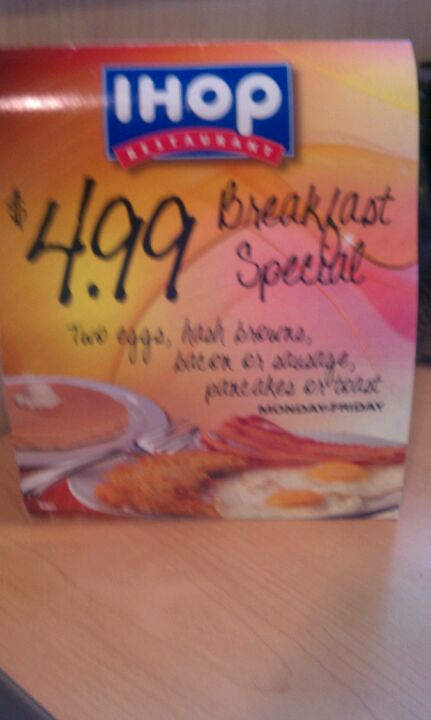 IHOP
RESTAURANT
$4.99 Breakfast
Special
Two eggs, hash browns,
bacon or sausage,
pancakes or toast
MONDAY-FRIDAY